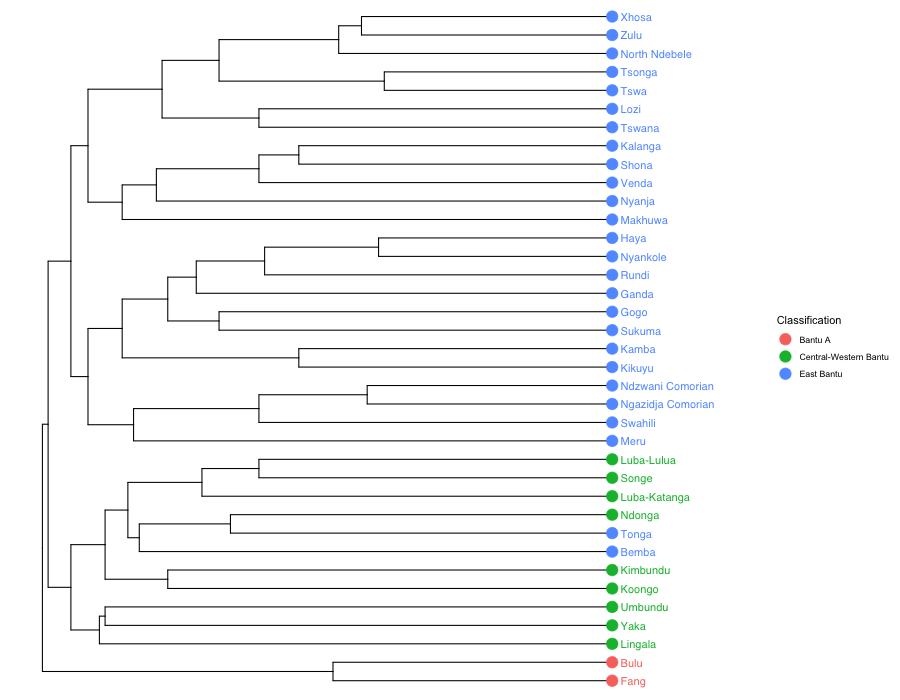 Xhosa
Zulu
North Ndebele
Tsonga
Tswa
Lozi
Tswana
Kalanga
Shona
Venda
Nyanja
Makhuwa
Haya
Nyankole
Rundi
Ganda
Gogo
Sukuma
Kamba
Kikuyu
Ndzwani Comorian
Ngazidja Comorian
Swahili
Meru
Luba-Lulua
Songe
Luba-Katanga
Ndonga
Tonga
Bemba
Kimbundu
Koongo
Umbundu
Yaka
Lingala
Bulu
Fang
Classification
Bantu A
Central-Western Bantu
East Bantu